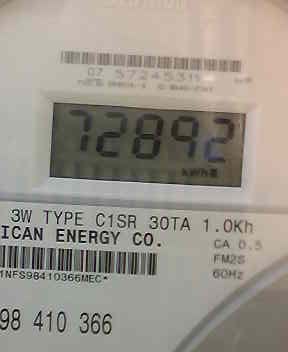 07 57245311
72892
kWh
3W TYPE C1SR 30TA 1.0Kh
ICAN ENERGY CO.
CA 0.5
FM2S
60Hz
1NFS98410366MEC*
98 410 366